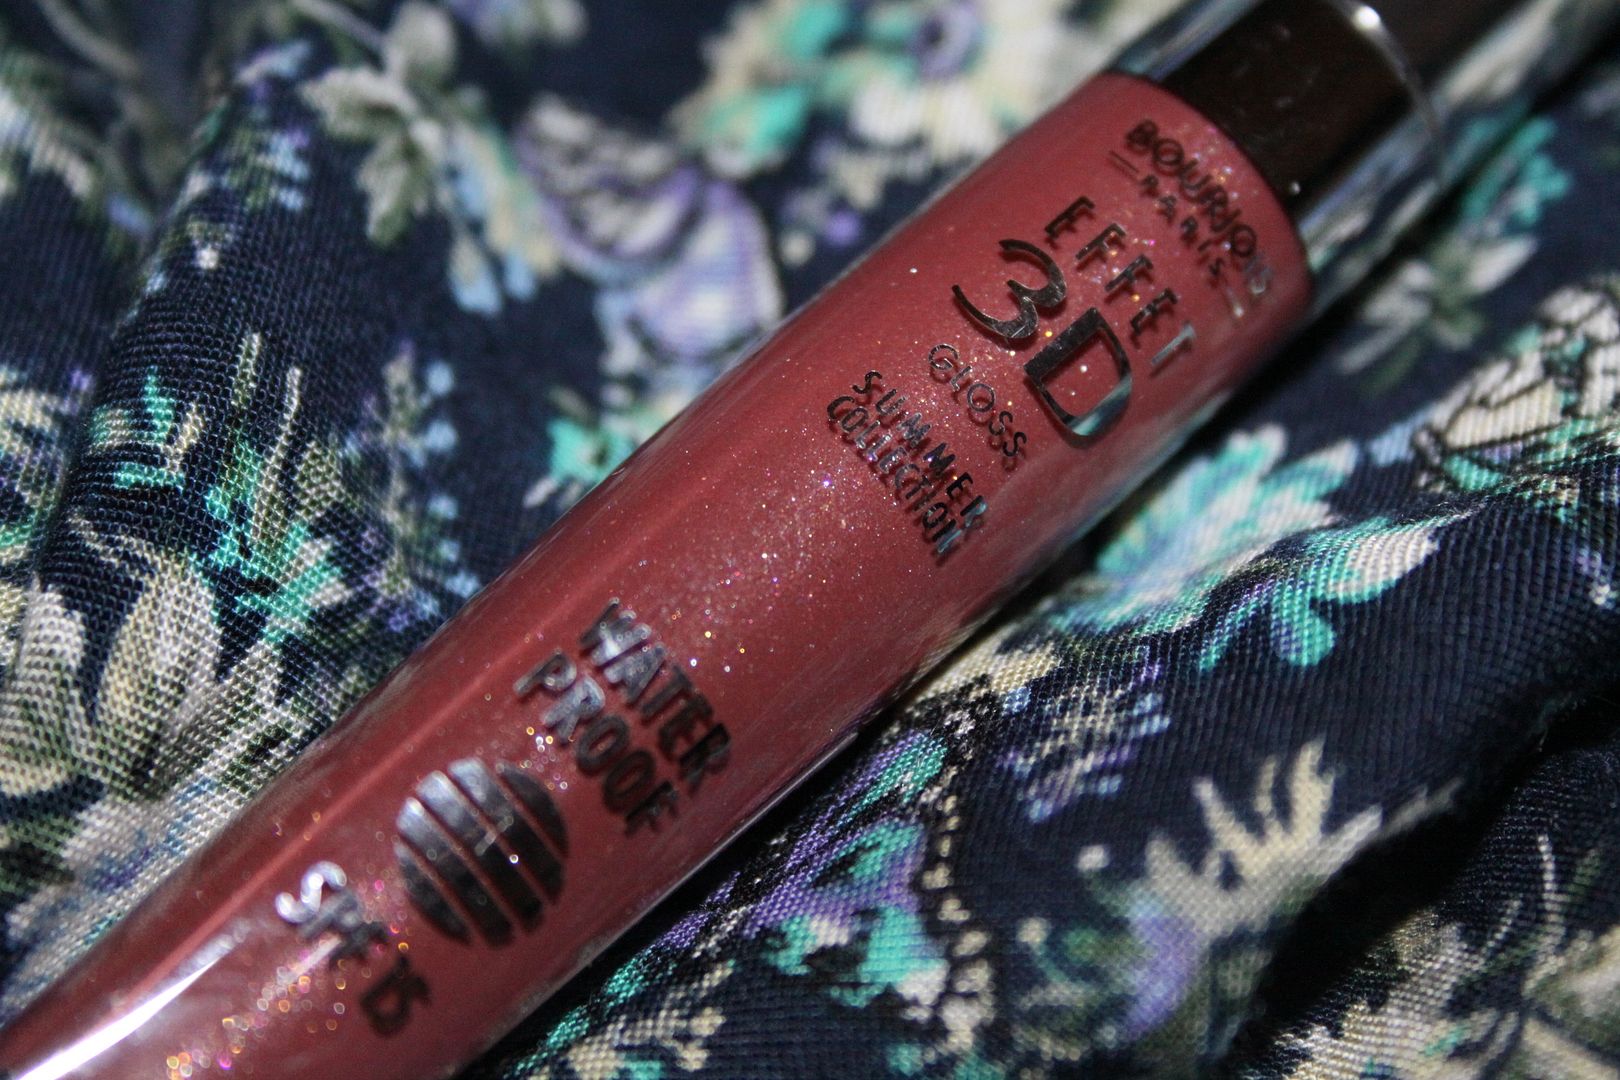 BOURJOIS
PARIS
EFFET
3D
GLOSS
SUMMER
COLLECTION
WATER
PROOF
SPF 15